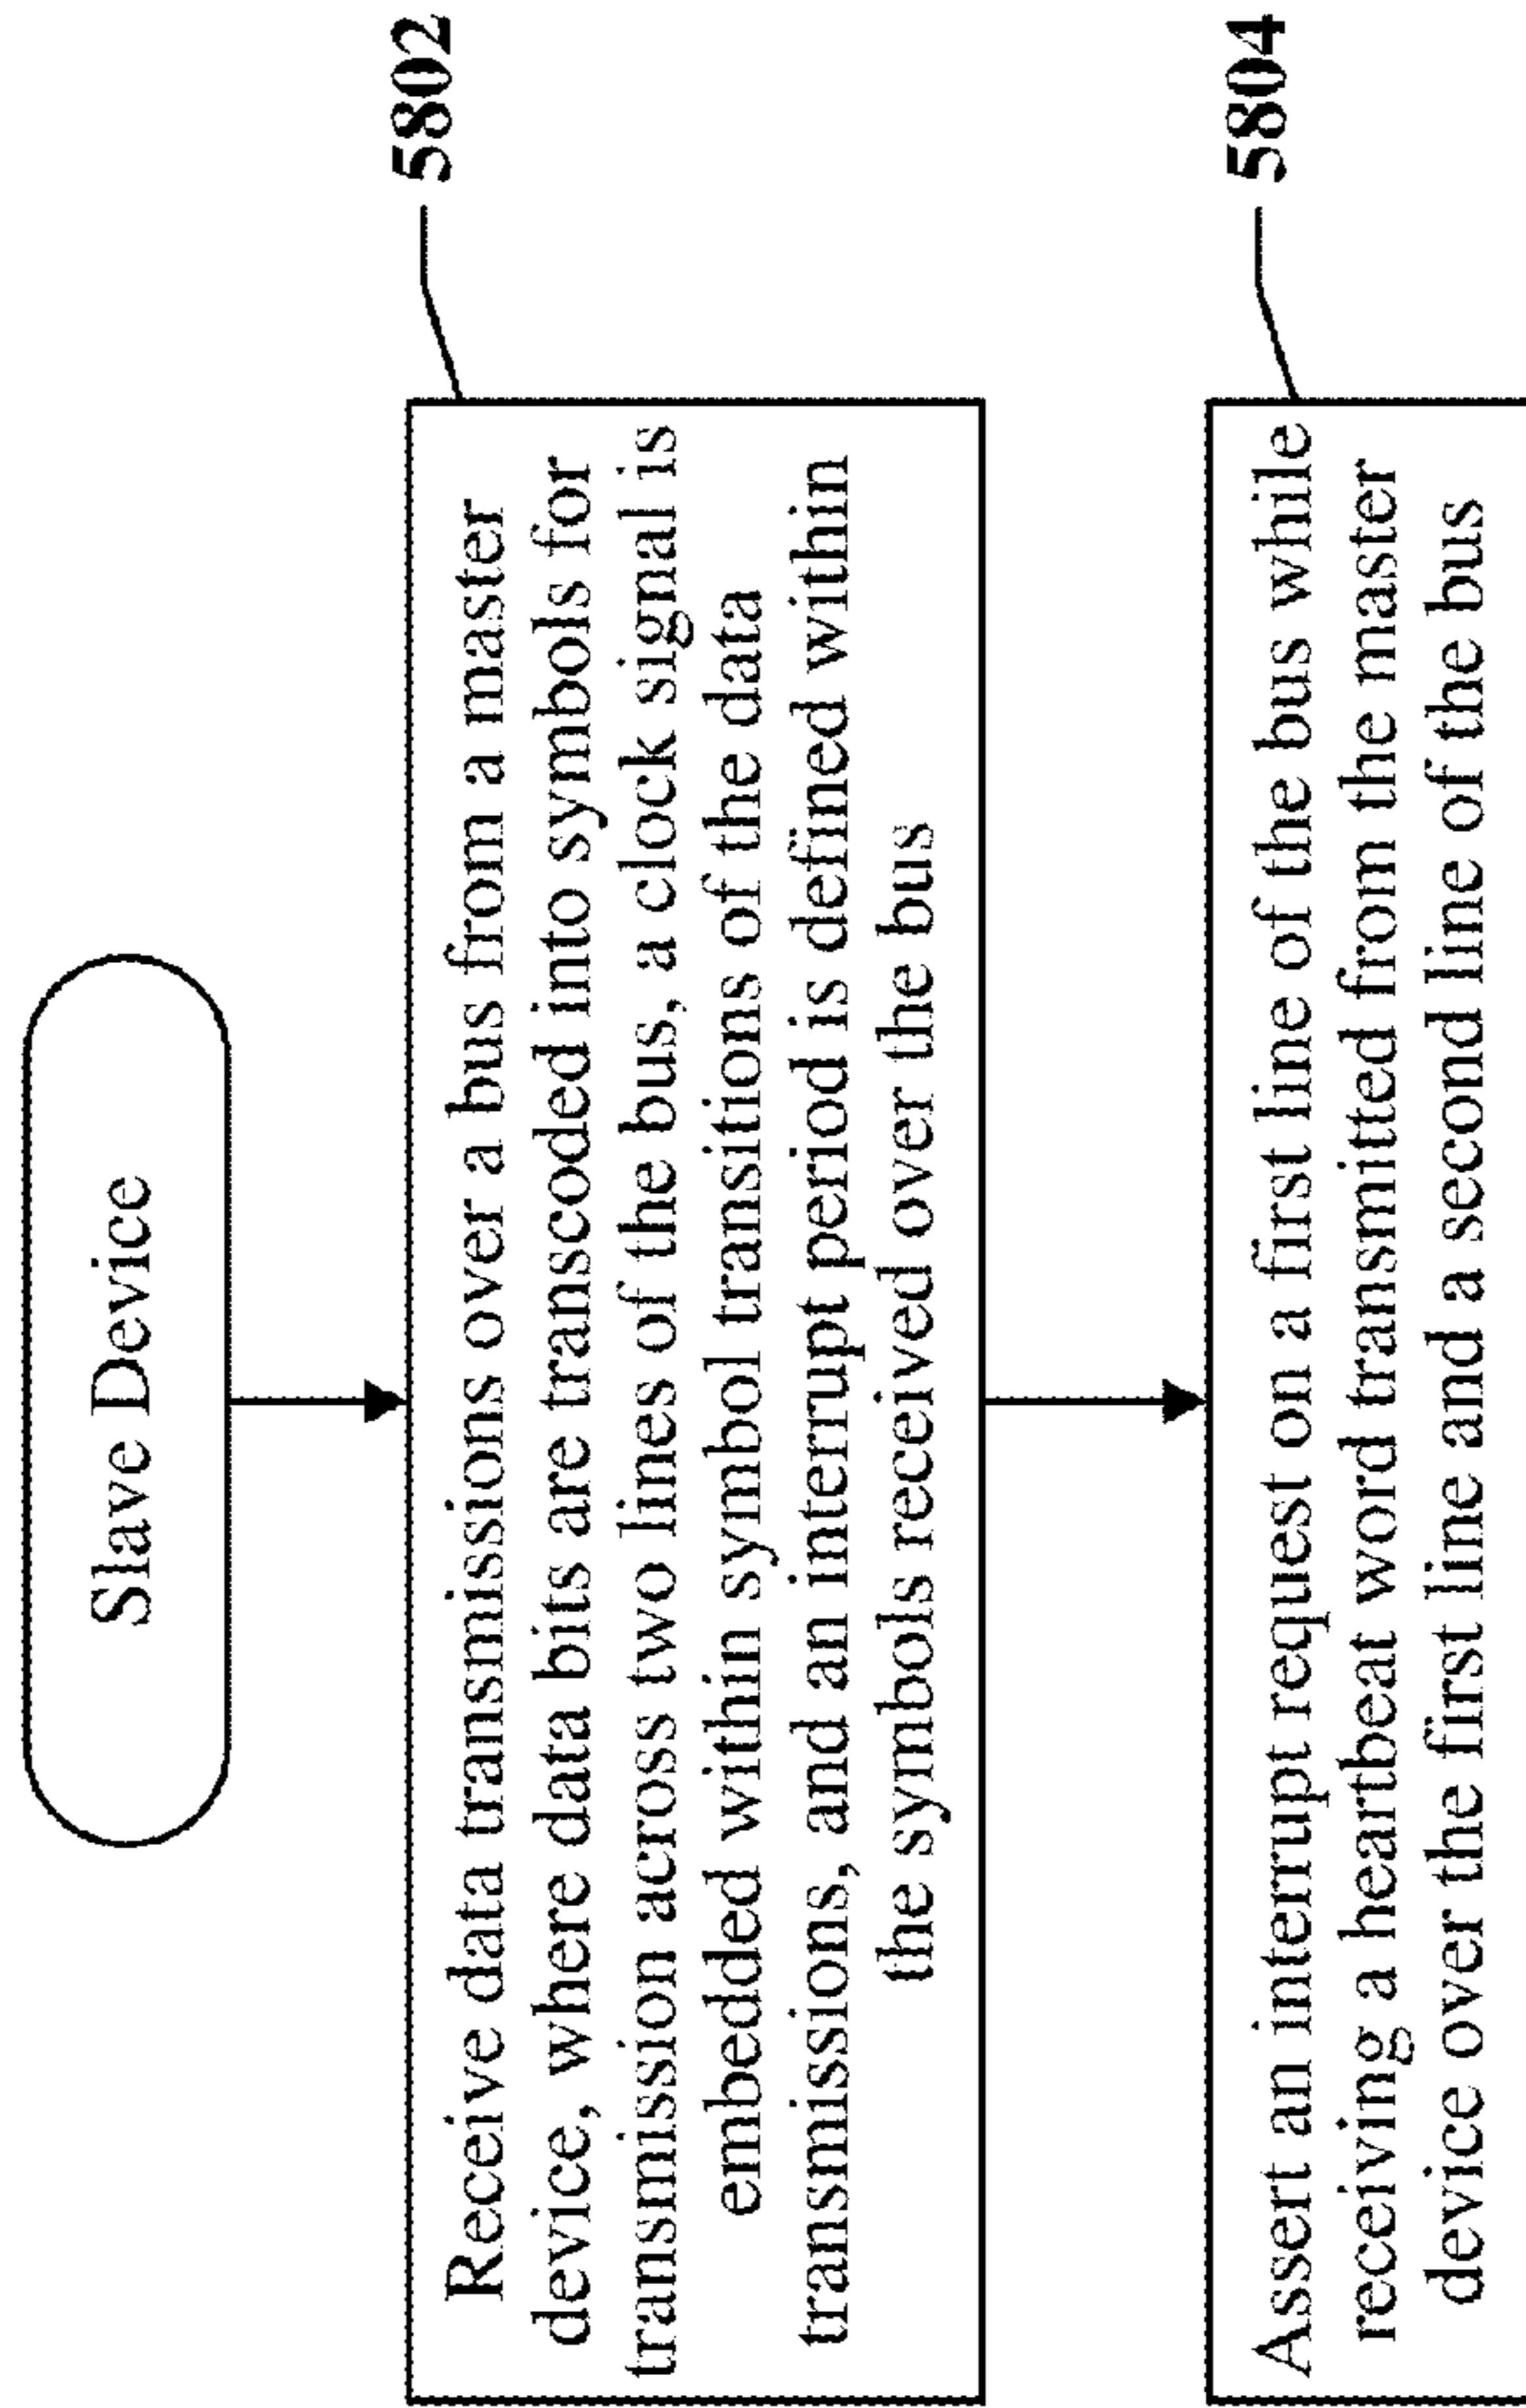 Slave Device
5802
Receive data transmissions over a bus from a master
device, where data bits are transcoded into symbols for
transmission across two lines of the bus, a clock signal is
embedded within symbol transitions of the data
transmissions, and an interrupt period is defined within
the symbols received over the bus
5804
Assert an interrupt request on a first line of the bus while
receiving a heartbeat word transmitted from the master
device over the first line and a second line of the bus